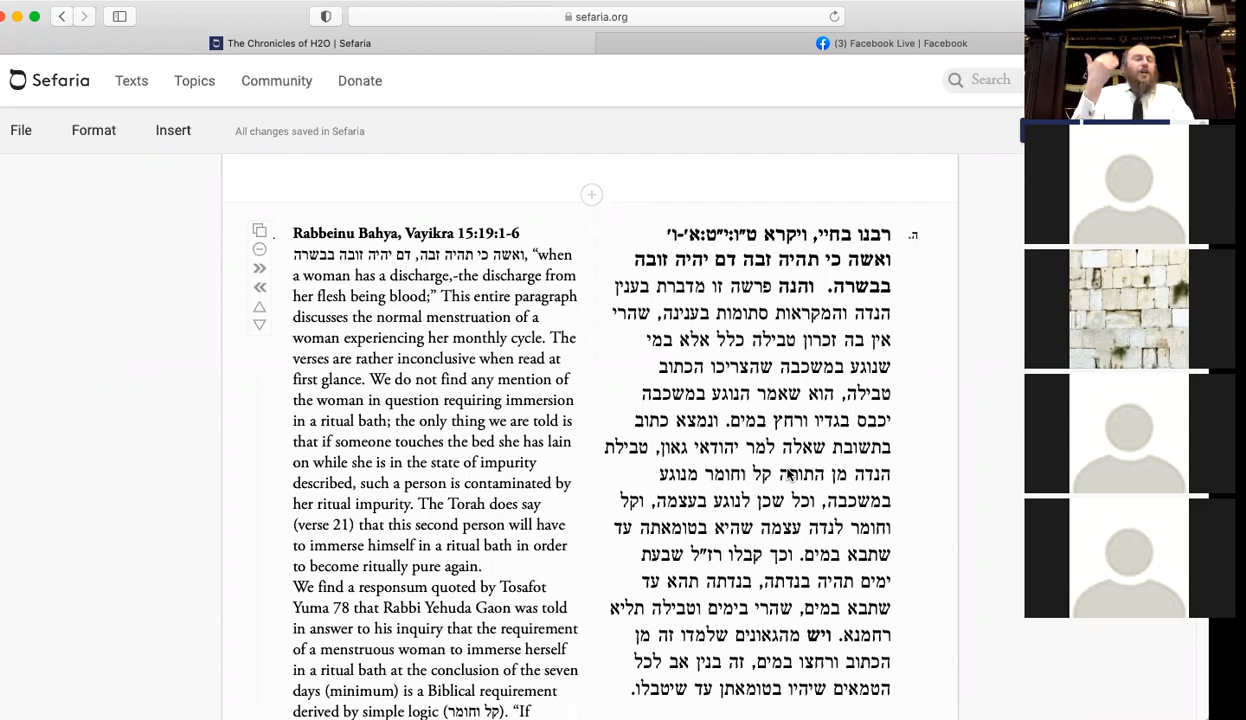 sefaria.org
The Chronicles of H2O | Sefaria
(3) Facebook Live | Facebook
Sefaria
Texts
Topics
Community
Donate
Search
File
Format
Insert
All changes saved in Sefaria
Rabbeinu Bahya, Vayikra 15:19:1-6
ואשה כי תהיה זבה, דם יהיה זובה בבשרה, “when
a woman has a discharge,-the discharge from
her flesh being blood;” This entire paragraph
discusses the normal menstruation of a
woman experiencing her monthly cycle. The
verses are rather inconclusive when read at
first glance. We do not find any mention of
the woman in question requiring immersion
in a ritual bath; the only thing we are told is
that if someone touches the bed she has lain
on while she is in the state of impurity
described, such a person is contaminated by
her ritual impurity. The Torah does say
(verse 21) that this second person will have
to immerse himself in a ritual bath in order
to become ritually pure again.
We find a responsum quoted by Tosafot
Yuma 78 that Rabbi Yehuda Gaon was told
in answer to his inquiry that the requirement
of a menstruous woman to immerse herself
in a ritual bath at the conclusion of the seven
days (minimum) is a Biblical requirement
derived by simple logic (קל וחומר). “If
ה.
רבנו בחיי, ויקרא ט״ו:י״ט:א׳-ו׳
ואשה כי תהיה זבה דם יהיה זובה
בבשרה. והנה פרשה זו מדברת בענין
הנדה והמקראות סתומות בענינה, שהרי
אין בה זכרון טבילה כלל אלא במי
שנוגע במשכבה שהצריכו הכתוב
טבילה, הוא שאמר הנוגע במשכבה
יכבס בגדיו ורחץ במים. ונמצא כתוב
בתשובת שאלה למר יהודאי גאון, טבילת
הנדה מן התורה קל וחומר מנוגע
במשכבה, וכל שכן לנוגע בעצמה, וקל
וחומר לנדה עצמה שהיא בטומאתה עד
שתבא במים. וכך קבלו רז״ל שבעת
ימים תהיה בנדתה, בנדתה תהא עד
שתבא במים, שהרי בימים וטבילה תליא
רחמנא. ויש מהגאונים שלמדו זה מן
הכתוב ורחצו במים, זה בנין אב לכל
הטמאים שיהיו בטומאתן עד שיטבלו.